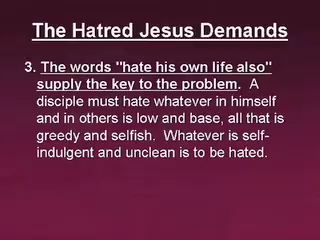 The Hatred Jesus Demands
3. The words "hate his own life also"
supply the key to the problem. A
disciple must hate whatever in himself
and in others is low and base, all that is
greedy and selfish. Whatever is self-
indulgent and unclean is to be hated.